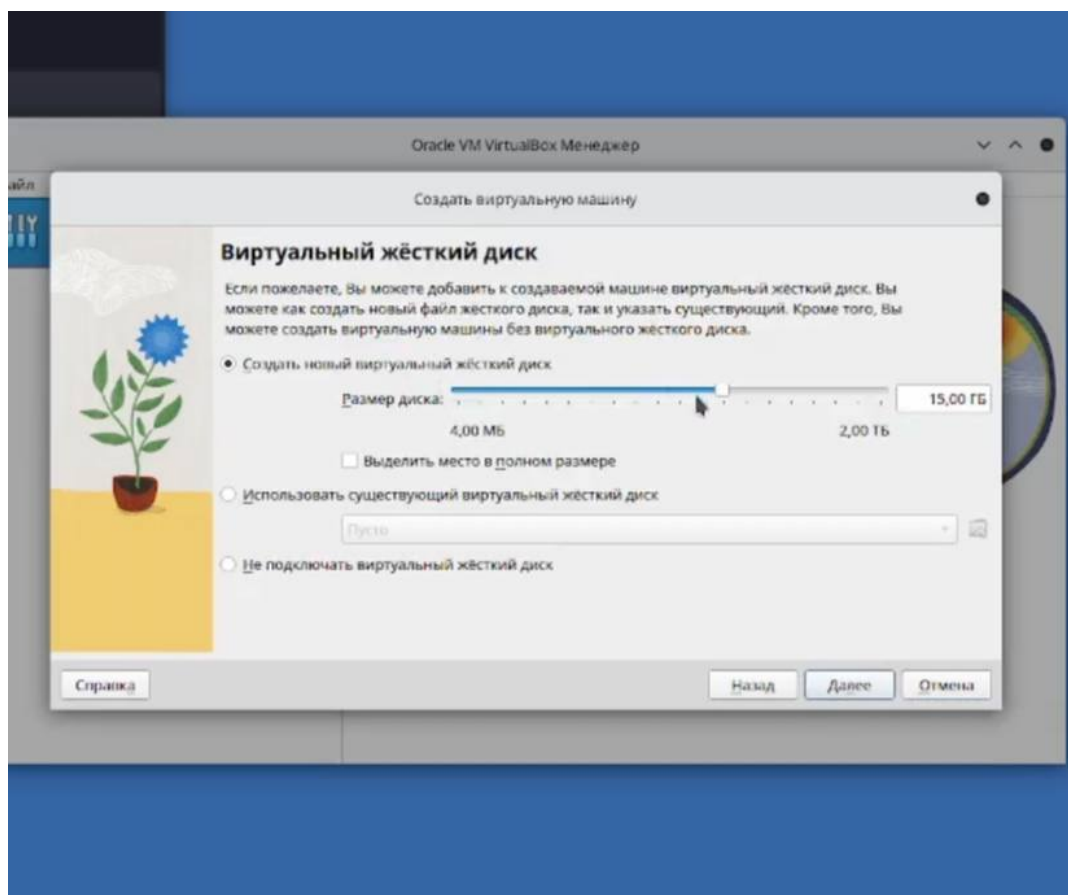 Oracle VM VirtualBox Менеджер
айл
Создать виртуальную машину
Виртуальный жёсткий диск
Если пожелаете, Вы можете добавить к создаваемой машине виртуальный жёсткий диск. Вы
можете как создать новый файл жёсткого диска, так и указать существующий. Кроме того, Вы
можете создать виртуальную машины без виртуального жёсткого диска.
Создать новый виртуальный жёсткий диск
Размер диска:
15,00 ГБ
4,00 МБ
2,00 ТБ
Выделить место в полном размере
Использовать существующий виртуальный жёсткий диск
Пусто
Не подключать виртуальный жёсткий диск
Справка
Назад
Далее
Отмена